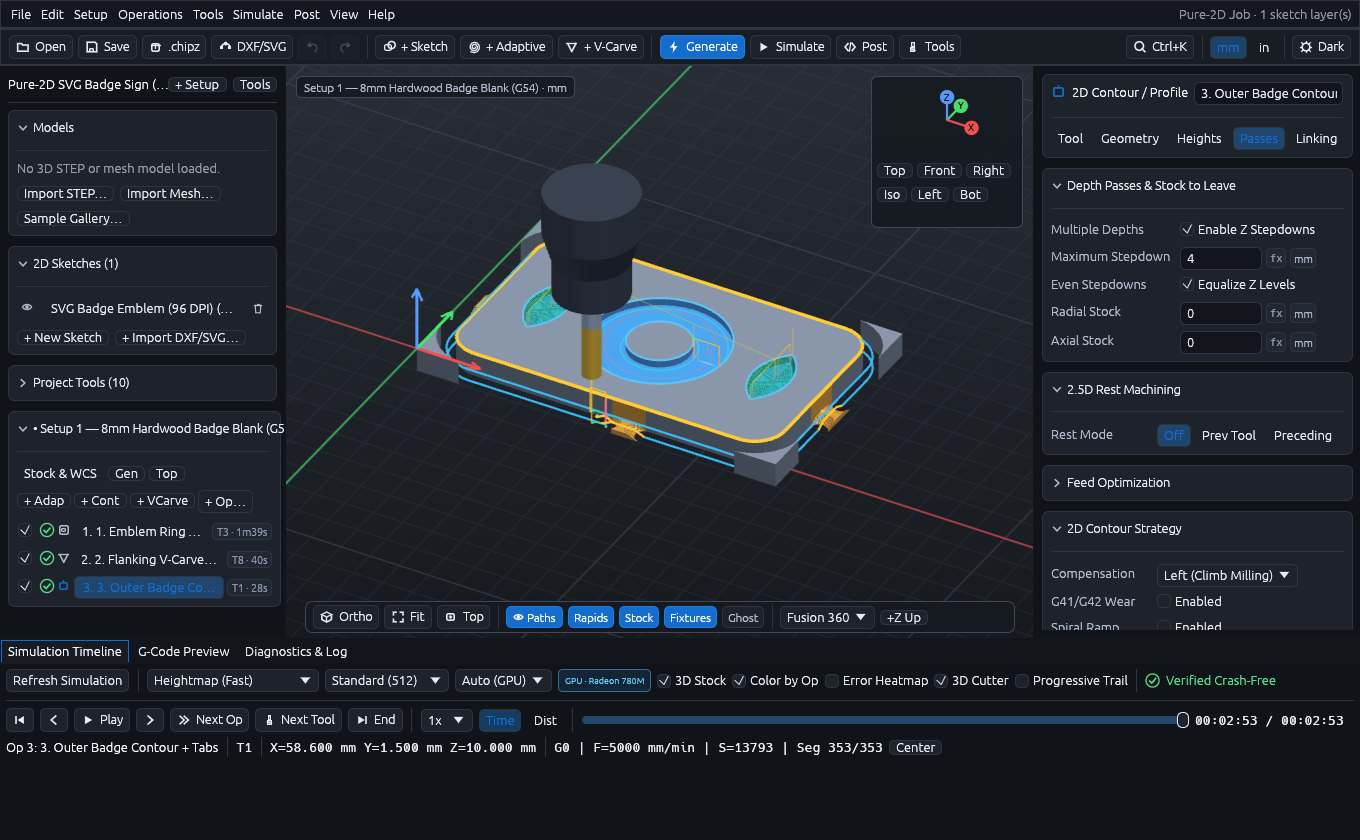 File Edit Setup Operations Tools Simulate Post View Help
Pure-2D Job · 1 sketch layer(s)
Open Save .chipz DXF/SVG + Sketch + Adaptive + V-Carve Generate Simulate Post Tools Ctrl+K mm in Dark
Pure-2D SVG Badge Sign (... + Setup Tools
Models
No 3D STEP or mesh model loaded.
Import STEP... Import Mesh...
Sample Gallery...
2D Sketches (1)
SVG Badge Emblem (96 DPI) (...
+ New Sketch + Import DXF/SVG...
Project Tools (10)
• Setup 1 — 8mm Hardwood Badge Blank (G5
Stock & WCS Gen Top
+ Adap + Cont + VCarve + Op...
1. 1. Emblem Ring ... T3 · 1m39s
2. 2. Flanking V-Carve... T8 · 40s
3. 3. Outer Badge Co... T1 · 28s
Setup 1 — 8mm Hardwood Badge Blank (G54) · mm
Z
Y
X
Top Front Right
Iso Left Bot
Ortho Fit Top Paths Rapids Stock Fixtures Ghost Fusion 360 +Z Up
2D Contour / Profile 3. Outer Badge Contour
Tool Geometry Heights Passes Linking
Depth Passes & Stock to Leave
Multiple Depths Enable Z Stepdowns
Maximum Stepdown 4 fx mm
Even Stepdowns Equalize Z Levels
Radial Stock 0 fx mm
Axial Stock 0 fx mm
2.5D Rest Machining
Rest Mode Off Prev Tool Preceding
Feed Optimization
2D Contour Strategy
Compensation Left (Climb Milling)
G41/G42 Wear Enabled
Spiral Ramp Enabled
Simulation Timeline G-Code Preview Diagnostics & Log
Refresh Simulation Heightmap (Fast) Standard (512) Auto (GPU) GPU · Radeon 780M 3D Stock Color by Op Error Heatmap 3D Cutter Progressive Trail Verified Crash-Free
Play Next Op Next Tool End 1x Time Dist 00:02:53 / 00:02:53
Op 3: 3. Outer Badge Contour + Tabs T1 X=58.600 mm Y=1.500 mm Z=10.000 mm G0 | F=5000 mm/min | S=13793 | Seg 353/353 Center